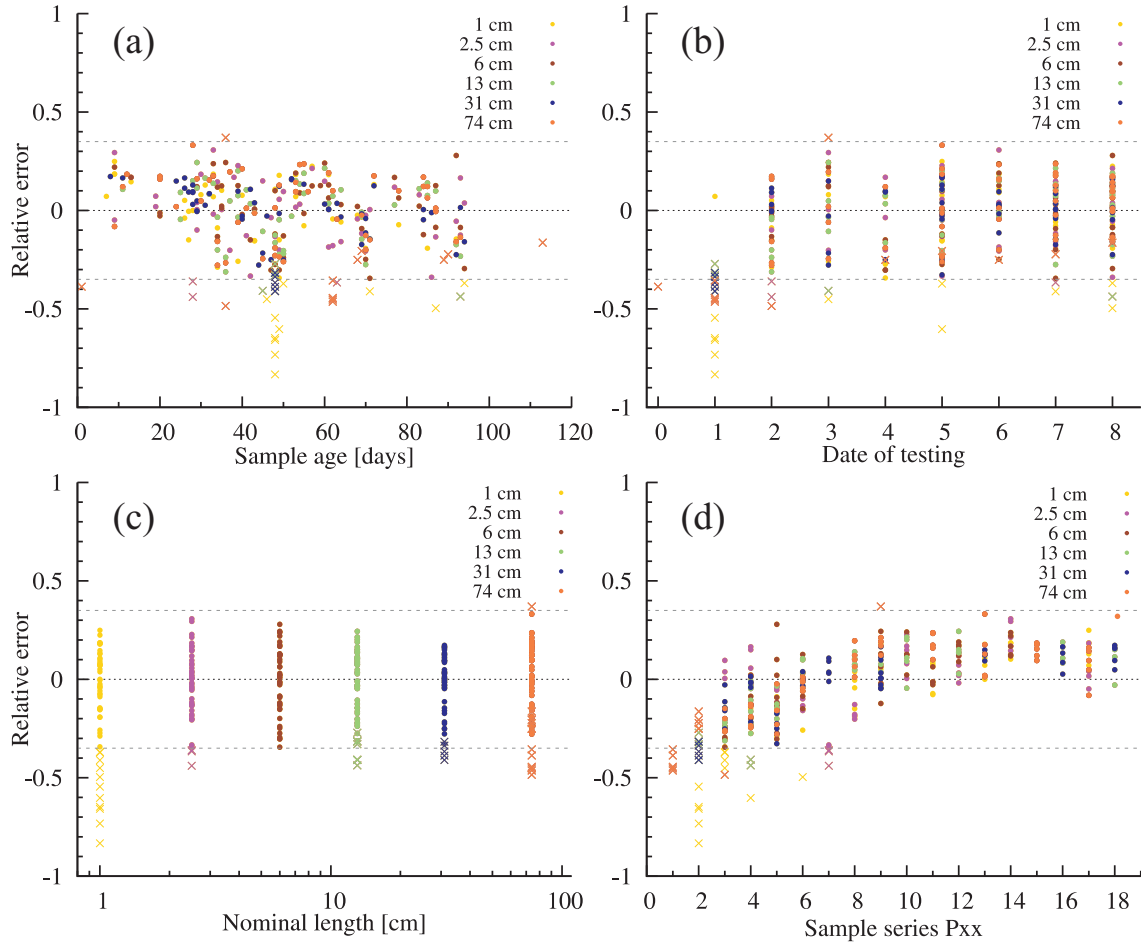 (a)
1 cm
2.5 cm
6 cm
13 cm
31 cm
74 cm
1
0.5
0
-0.5
-1
Relative error
0 20 40 60 80 100 120
Sample age [days]
(b)
1 cm
2.5 cm
6 cm
13 cm
31 cm
74 cm
1
0.5
0
-0.5
-1
0 1 2 3 4 5 6 7 8
Date of testing
(c)
1 cm
2.5 cm
6 cm
13 cm
31 cm
74 cm
1
0.5
0
-0.5
-1
Relative error
1 10 100
Nominal length [cm]
(d)
1 cm
2.5 cm
6 cm
13 cm
31 cm
74 cm
1
0.5
0
-0.5
-1
0 2 4 6 8 10 12 14 16 18
Sample series Pxx